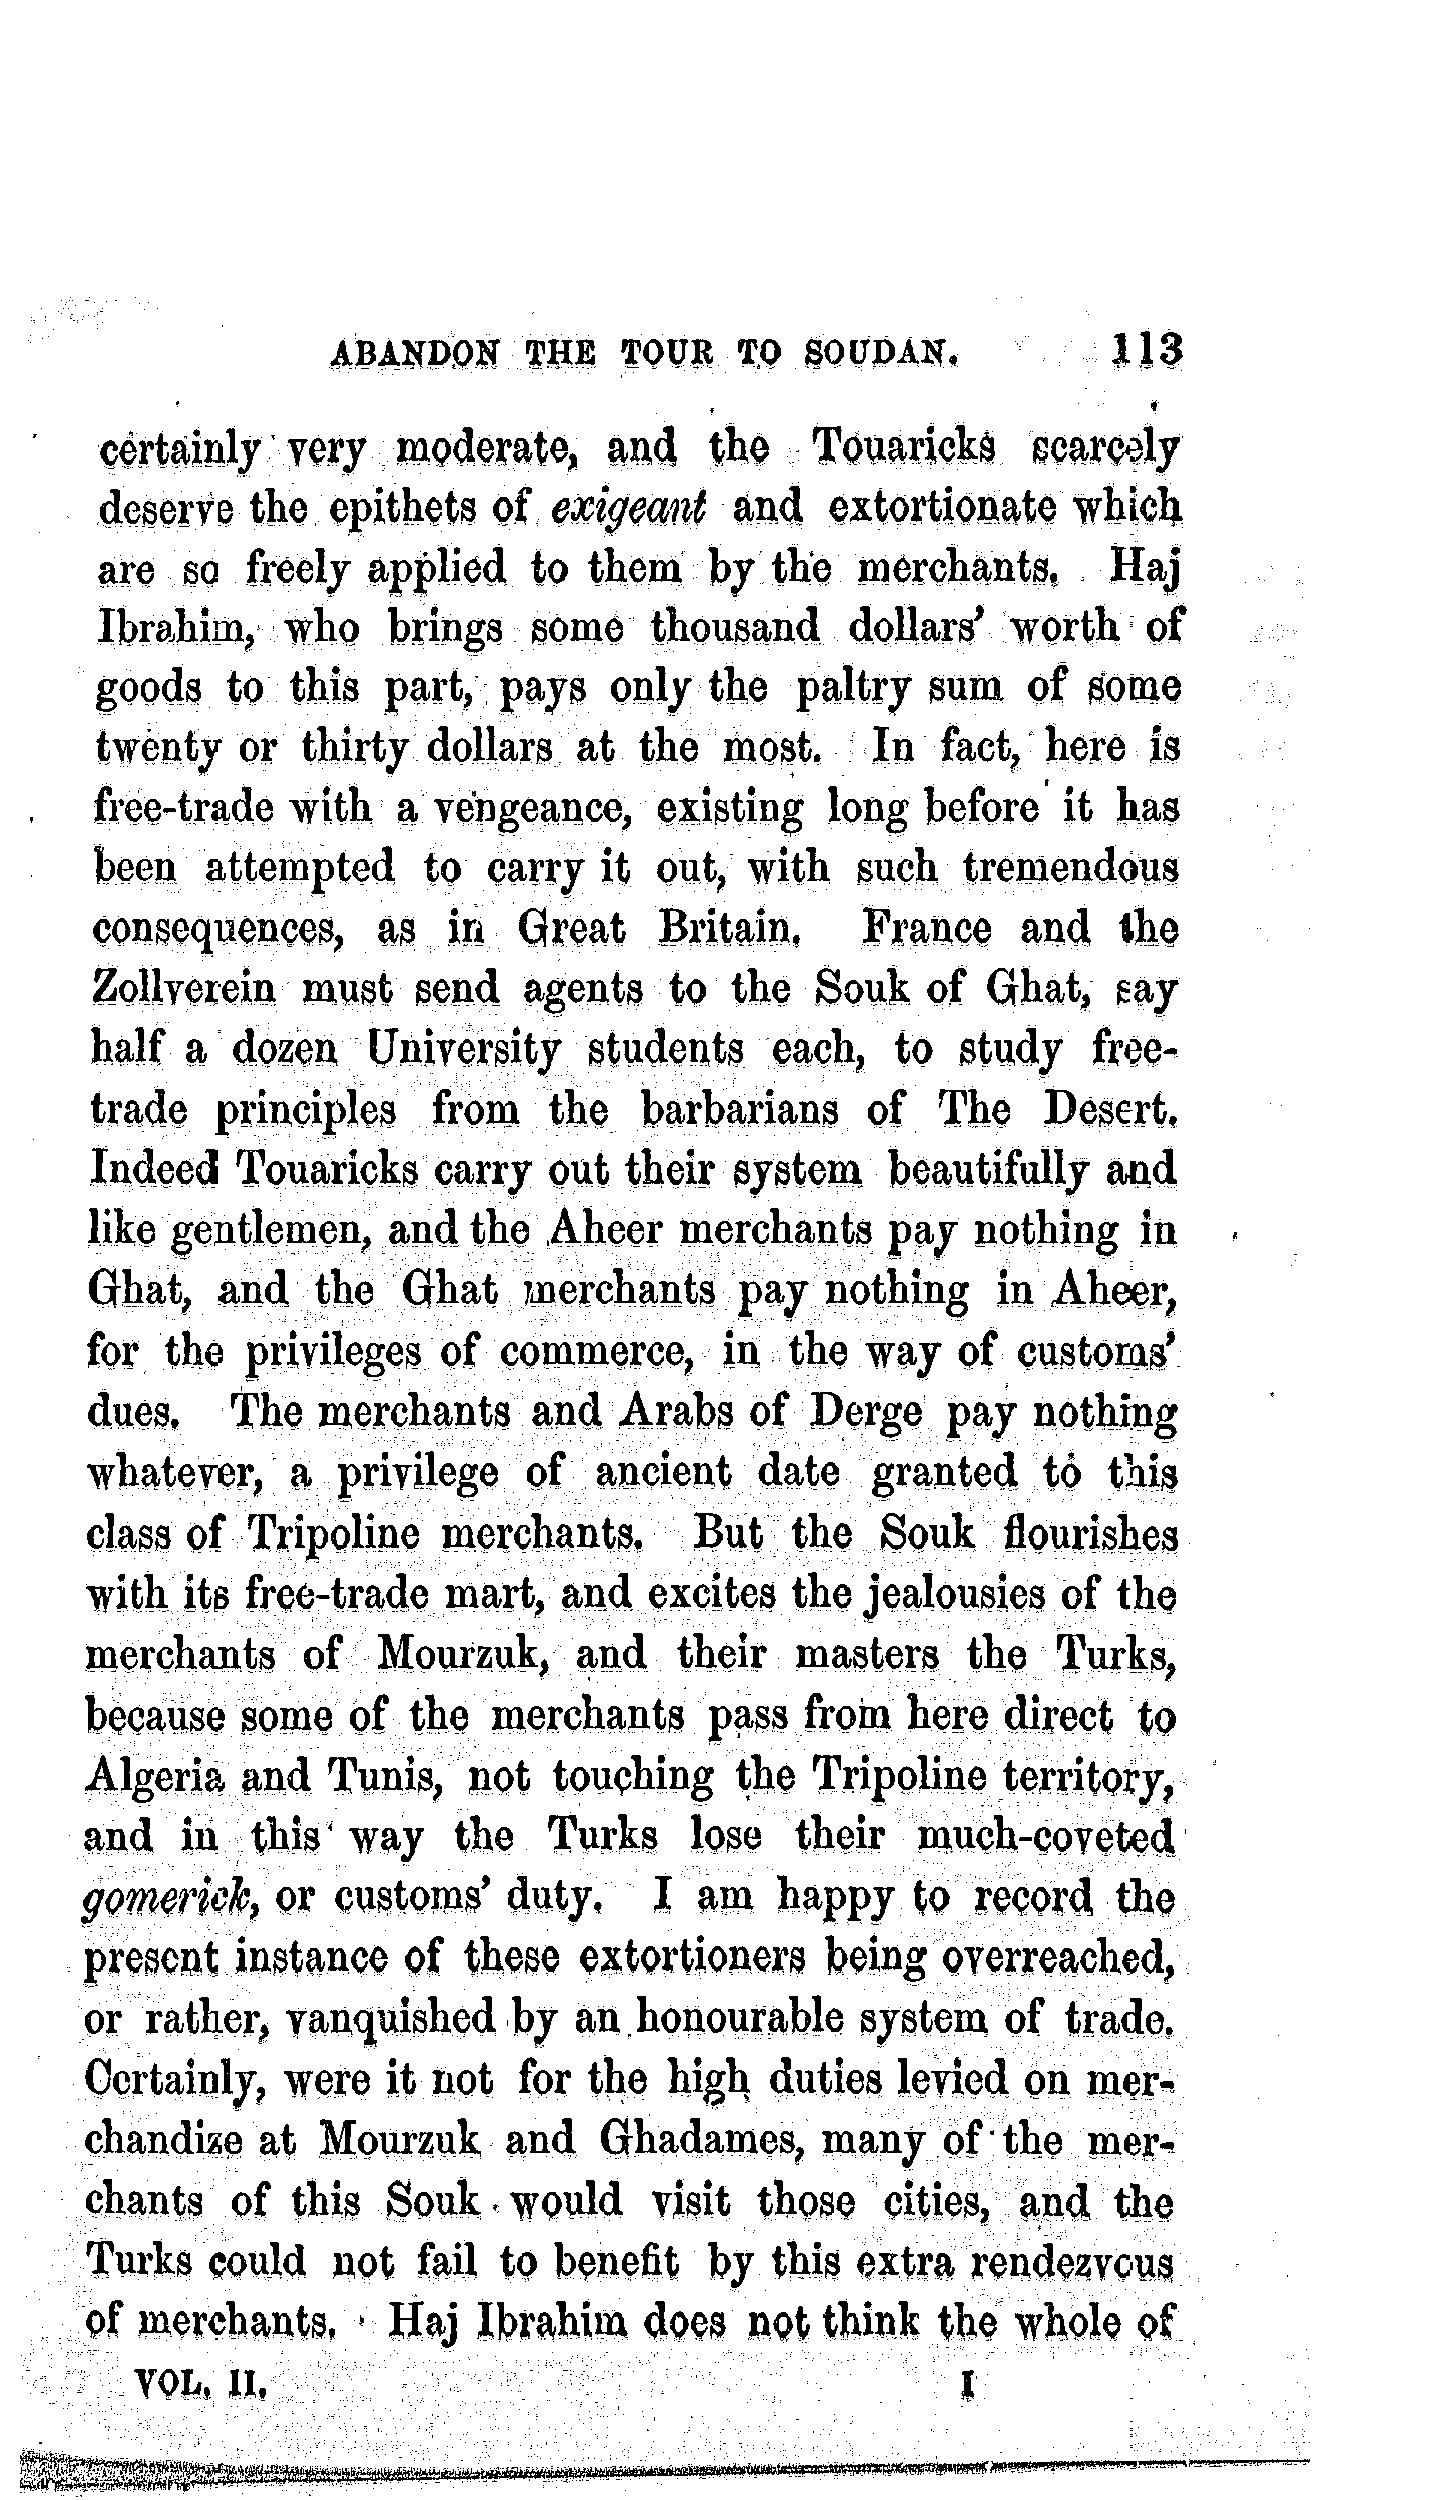 ABANDON THE TOUR TO SOUDAN. 113
certainly very moderate, and the Touaricks scarcely
deserve the epithets of exigeant and extortionate which
are so freely applied to them by the merchants. Haj
Ibrahim, who brings some thousand dollars' worth of
goods to this part, pays only the paltry sum of some
twenty or thirty dollars at the most. In fact, here is
free-trade with a vengeance, existing long before it has
been attempted to carry it out, with such tremendous
consequences, as in Great Britain. France and the
Zollverein must send agents to the Souk of Ghat, say
half a dozen University students each, to study free-
trade principles from the barbarians of The Desert.
Indeed Touaricks carry out their system beautifully and
like gentlemen, and the Aheer merchants pay nothing in
Ghat, and the Ghat merchants pay nothing in Aheer,
for the privileges of commerce, in the way of customs'
dues. The merchants and Arabs of Derge pay nothing
whatever, a privilege of ancient date granted to this
class of Tripoline merchants. But the Souk flourishes
with its free-trade mart, and excites the jealousies of the
merchants of Mourzuk, and their masters the Turks,
because some of the merchants pass from here direct to
Algeria and Tunis, not touching the Tripoline territory,
and in this way the Turks lose their much-coveted
gomerick, or customs' duty. I am happy to record the
present instance of these extortioners being overreached,
or rather, vanquished by an honourable system of trade.
Certainly, were it not for the high duties levied on mer-
chandize at Mourzuk and Ghadames, many of the mer-
chants of this Souk would visit those cities, and the
Turks could not fail to benefit by this extra rendezvous
of merchants. Haj Ibrahim does not think the whole of
VOL. II. I